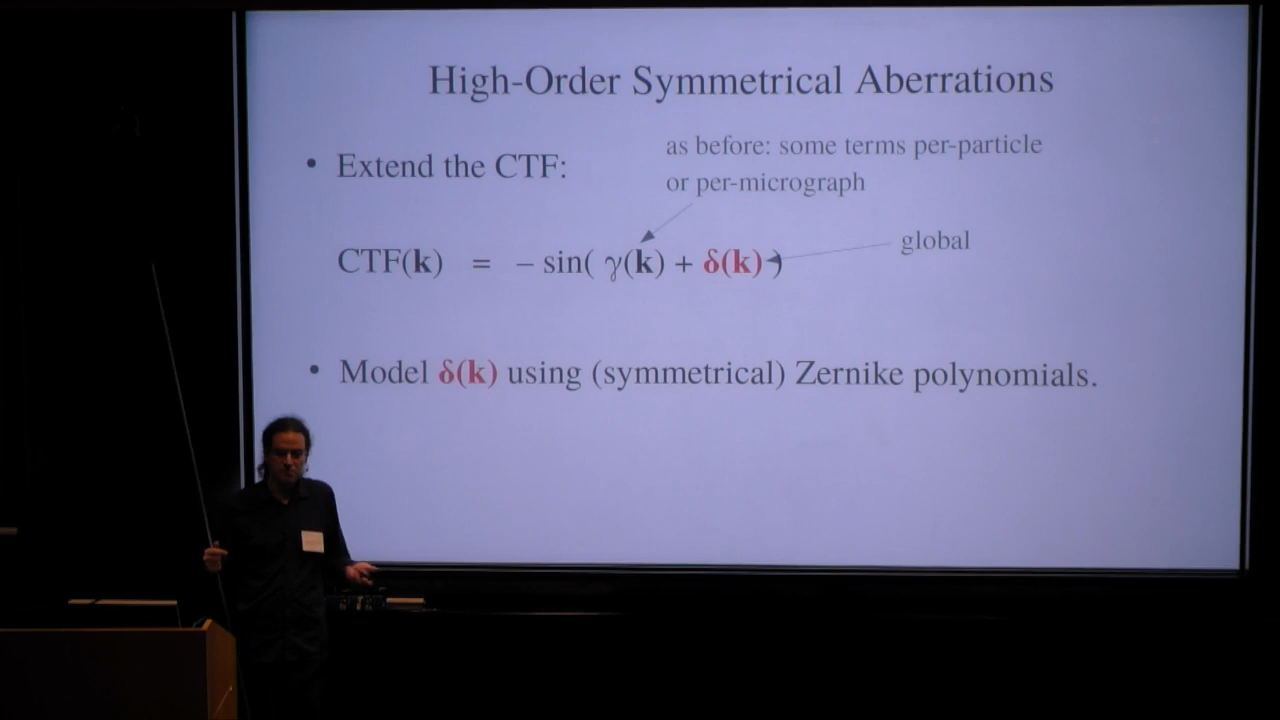 High-Order Symmetrical Aberrations
• Extend the CTF:
as before: some terms per-particle
or per-micrograph
global
CTF(k) = – sin( γ(k) + δ(k) )
• Model δ(k) using (symmetrical) Zernike polynomials.